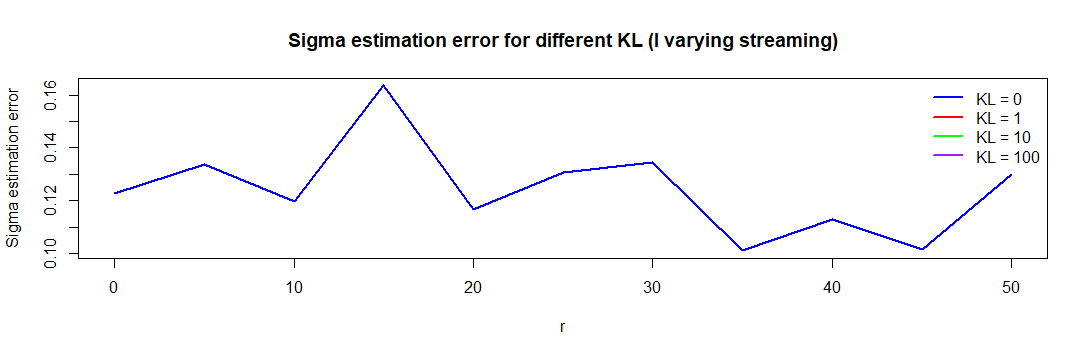 Sigma estimation error for different KL (l varying streaming)
Sigma estimation error
0.16
0.14
0.12
0.10
KL = 0
KL = 1
KL = 10
KL = 100
0 10 20 30 40 50
r